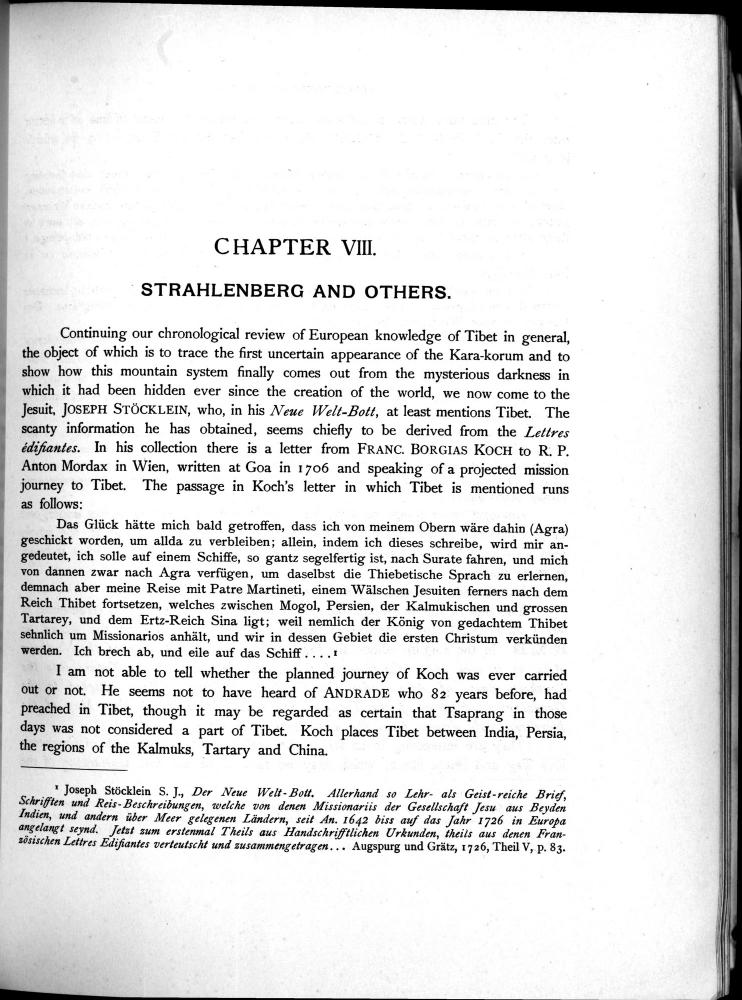 CHAPTER VIII.
STRAHLENBERG AND OTHERS.
Continuing our chronological review of European knowledge of Tibet in general,
the object of which is to trace the first uncertain appearance of the Kara-korum and to
show how this mountain system finally comes out from the mysterious darkness in
which it had been hidden ever since the creation of the world, we now come to the
Jesuit, JOSEPH STÖCKLEIN, who, in his Neue Welt-Bott, at least mentions Tibet. The
scanty information he has obtained, seems chiefly to be derived from the Lettres
édifiantes. In his collection there is a letter from FRANC. BORGIAS KOCH to R. P.
Anton Mordax in Wien, written at Goa in 1706 and speaking of a projected mission
journey to Tibet. The passage in Koch's letter in which Tibet is mentioned runs
as follows:
Das Glück hätte mich bald getroffen, dass ich von meinem Obern wäre dahin (Agra)
geschickt worden, um allda zu verbleiben; allein, indem ich dieses schreibe, wird mir an-
gedeutet, ich solle auf einem Schiffe, so gantz segelfertig ist, nach Surate fahren, und mich
von dannen zwar nach Agra verfügen, um daselbst die Thiebetische Sprach zu erlernen,
demnach aber meine Reise mit Patre Martineti, einem Wälschen Jesuiten ferners nach dem
Reich Thibet fortsetzen, welches zwischen Mogol, Persien, der Kalmukischen und grossen
Tartarey, und dem Ertz-Reich Sina ligt; weil nemlich der König von gedachtem Thibet
sehnlich um Missionarios anhält, und wir in dessen Gebiet die ersten Christum verkünden
werden. Ich brech ab, und eile auf das Schiff . . . .¹
I am not able to tell whether the planned journey of Koch was ever carried
out or not. He seems not to have heard of ANDRADE who 82 years before, had
preached in Tibet, though it may be regarded as certain that Tsaprang in those
days was not considered a part of Tibet. Koch places Tibet between India, Persia,
the regions of the Kalmuks, Tartary and China.
¹ Joseph Stöcklein S. J., Der Neue Welt-Bott. Allerhand so Lehr- als Geist-reiche Brief,
Schrifften und Reis-Beschreibungen, welche von denen Missionariis der Gesellschaft Jesu aus Beyden
Indien, und andern über Meer gelegenen Ländern, seit An. 1642 biss auf das Jahr 1726 in Europa
angelangt seynd. Jetzt zum erstenmal Theils aus Handschrifftlichen Urkunden, theils aus denen Fran-
zösischen Lettres Edifiantes verteutscht und zusammengetragen... Augspurg und Grätz, 1726, Theil V, p. 83.